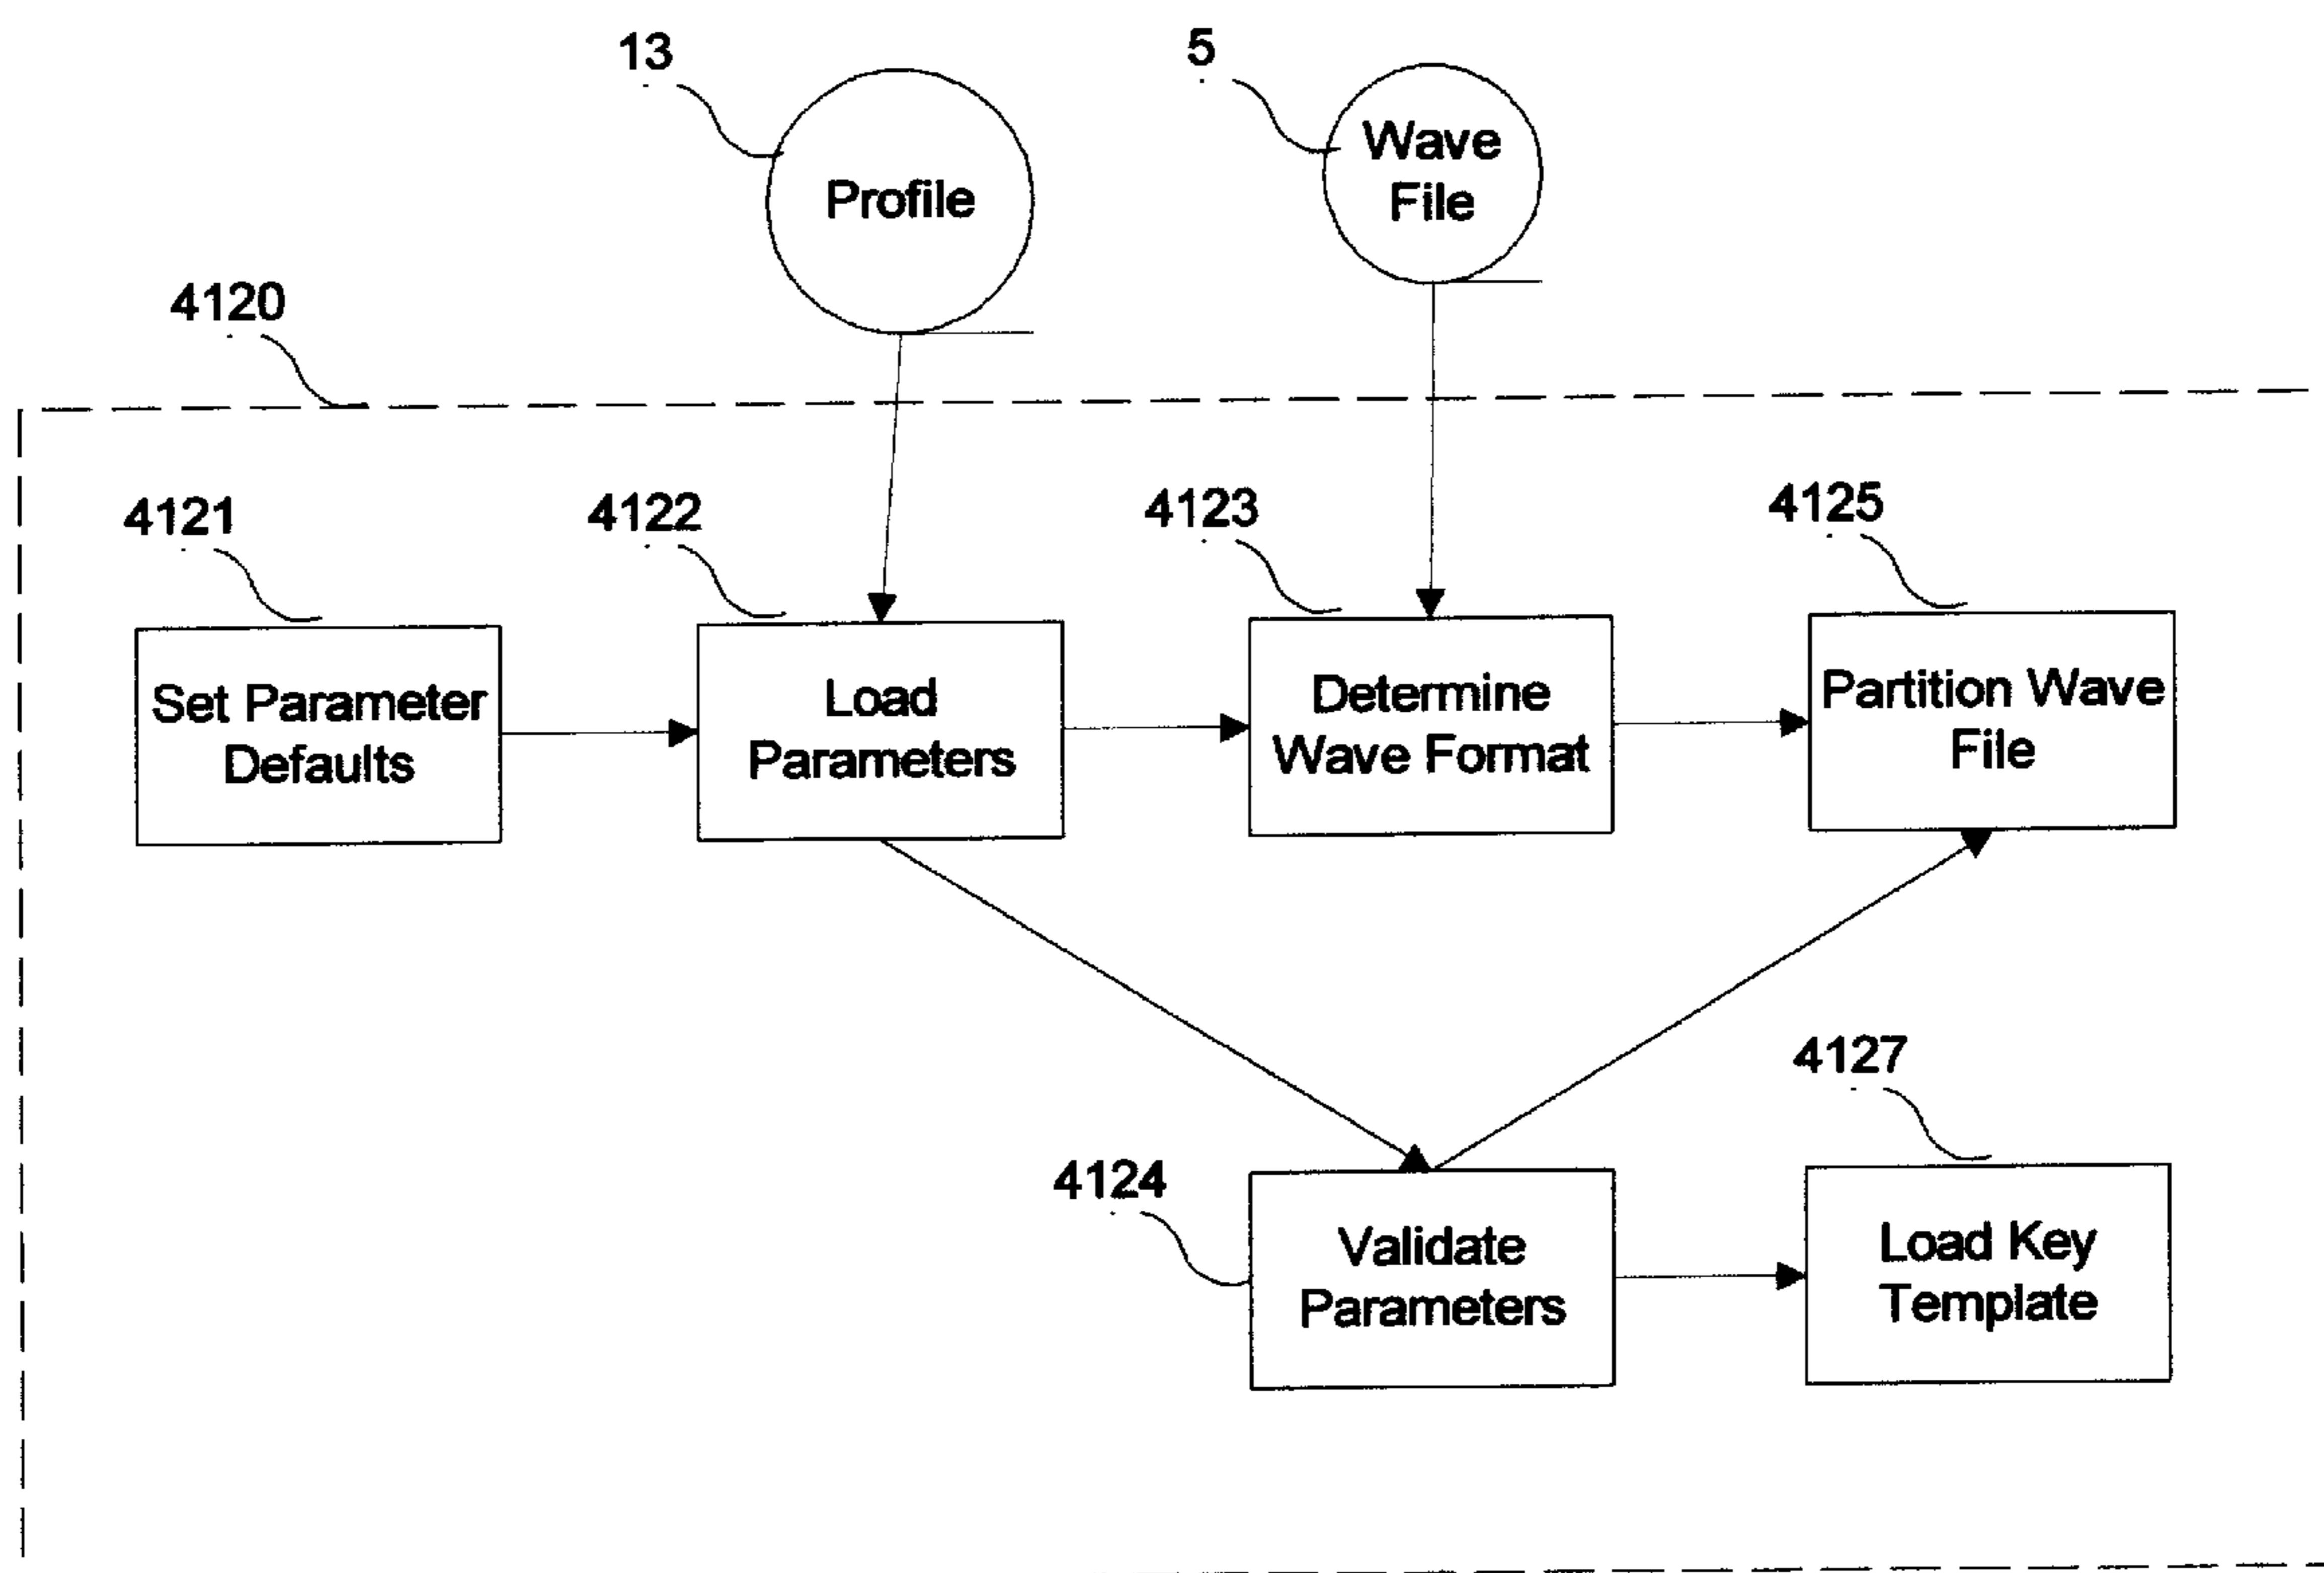 13
5
Profile
Wave
File
4120
4121
4122
4123
4125
Set Parameter
Defaults
Load
Parameters
Determine
Wave Format
Partition Wave
File
4124
4127
Validate
Parameters
Load Key
Template